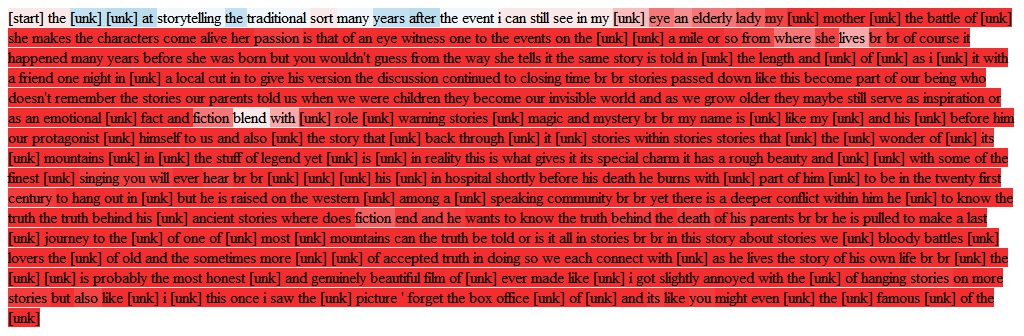 [start] the [unk] [unk] at storytelling the traditional sort many years after the event i can still see in my [unk] eye an elderly lady my [unk] mother [unk] the battle of [unk]
she makes the characters come alive her passion is that of an eye witness one to the events on the [unk] [unk] a mile or so from where she lives br br of course it
happened many years before she was born but you wouldn't guess from the way she tells it the same story is told in [unk] the length and [unk] of [unk] as i [unk] it with
a friend one night in [unk] a local cut in to give his version the discussion continued to closing time br br stories passed down like this become part of our being who
doesn't remember the stories our parents told us when we were children they become our invisible world and as we grow older they maybe still serve as inspiration or
as an emotional [unk] fact and fiction blend with [unk] role [unk] warning stories [unk] magic and mystery br br my name is [unk] like my [unk] and his [unk] before him
our protagonist [unk] himself to us and also [unk] the story that [unk] back through [unk] it [unk] stories within stories stories that [unk] the [unk] wonder of [unk] its
[unk] mountains [unk] in [unk] the stuff of legend yet [unk] is [unk] in reality this is what gives it its special charm it has a rough beauty and [unk] [unk] with some of the
finest [unk] singing you will ever hear br br [unk] [unk] [unk] his [unk] in hospital shortly before his death he burns with [unk] part of him [unk] to be in the twenty first
century to hang out in [unk] but he is raised on the western [unk] among a [unk] speaking community br br yet there is a deeper conflict within him he [unk] to know the
truth the truth behind his [unk] ancient stories where does fiction end and he wants to know the truth behind the death of his parents br br he is pulled to make a last
[unk] journey to the [unk] of one of [unk] most [unk] mountains can the truth be told or is it all in stories br br in this story about stories we [unk] bloody battles [unk]
lovers the [unk] of old and the sometimes more [unk] [unk] of accepted truth in doing so we each connect with [unk] as he lives the story of his own life br br [unk] the
[unk] [unk] is probably the most honest [unk] and genuinely beautiful film of [unk] ever made like [unk] i got slightly annoyed with the [unk] of hanging stories on more
stories but also like [unk] i [unk] this once i saw the [unk] picture ' forget the box office [unk] of [unk] and its like you might even [unk] the [unk] famous [unk] of the
[unk]